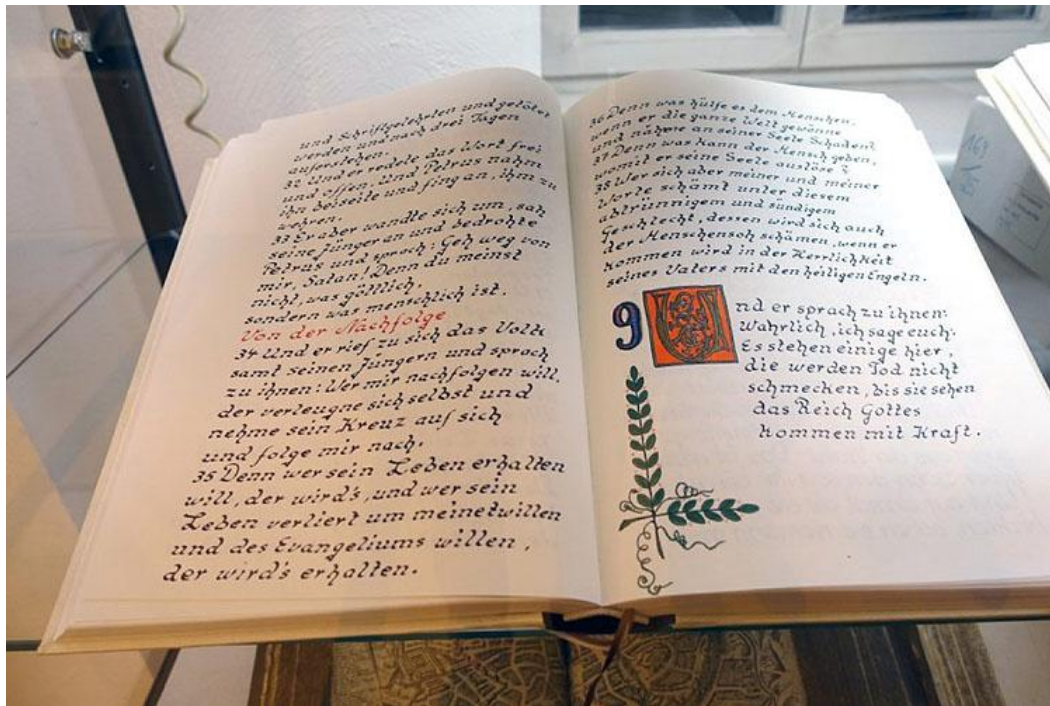 und Schriftgelehrten und getötet
werden und nach drei Tagen
auferstehen.
32 Und er redete das Wort frei
und offen. Und Petrus nahm
ihn beiseite und fing an, ihm zu
wehren.
33 Er aber wandte sich um, sah
seine Jünger an und bedrohte
Petrus und sprach: Geh weg von
mir, Satan! Denn du meinst
nicht, was göttlich,
sondern was menschlich ist.
Von der Nachfolge
34 Und er rief zu sich das Volk
samt seinen Jüngern und sprach
zu ihnen: Wer mir nachfolgen will,
der verleugne sich selbst und
nehme sein Kreuz auf sich
und folge mir nach.
35 Denn wer sein Leben erhalten
will, der wird's, und wer sein
Leben verliert um meinetwillen
und des Evangeliums willen,
der wird's erhalten.
36 Denn was hülfe es dem Menschen,
wenn er die ganze Welt gewönne
und nähme an seiner Seele Schaden?
37 Denn was kann der Mensch geben,
womit er seine Seele auslöse?
38 Wer sich aber meiner und meiner
Worte schämt unter diesem
abtrünnigem und sündigem
Geschlecht, dessen wird sich auch
der Menschensoh schämen, wenn er
kommen wird in der Herrlichkeit
seines Vaters mit den heiligen Engeln.
9 Und er sprach zu ihnen:
Wahrlich, ich sage euch:
Es stehen einige hier,
die werden Tod nicht
schmecken, bis sie sehen
das Reich Gottes
kommen mit Kraft.